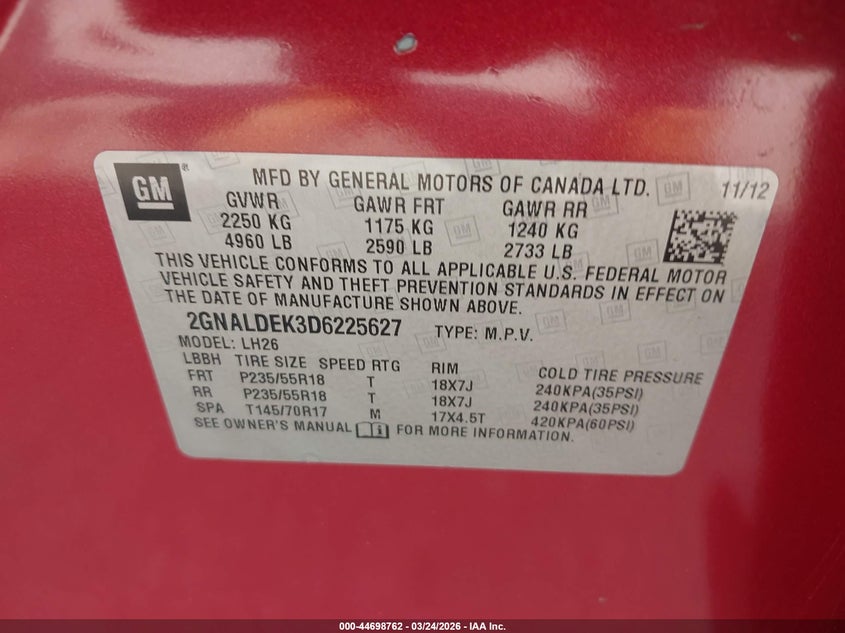 GM ® MFD BY GENERAL MOTORS OF CANADA LTD. 11/12
GVWR GAWR FRT GAWR RR
2250 KG 1175 KG 1240 KG
4960 LB 2590 LB 2733 LB
THIS VEHICLE CONFORMS TO ALL APPLICABLE U.S. FEDERAL MOTOR
VEHICLE SAFETY AND THEFT PREVENTION STANDARDS IN EFFECT ON
THE DATE OF MANUFACTURE SHOWN ABOVE.
2GNALDEK3D6225627 TYPE: M.P.V.
MODEL: LH26
LBBH TIRE SIZE SPEED RTG RIM COLD TIRE PRESSURE
FRT P235/55R18 T 18X7J 240KPA(35PSI)
RR P235/55R18 T 18X7J 240KPA(35PSI)
SPA T145/70R17 M 17X4.5T 420KPA(60PSI)
SEE OWNER'S MANUAL FOR MORE INFORMATION.
000-44698762 - 03/24/2026 - IAA Inc.